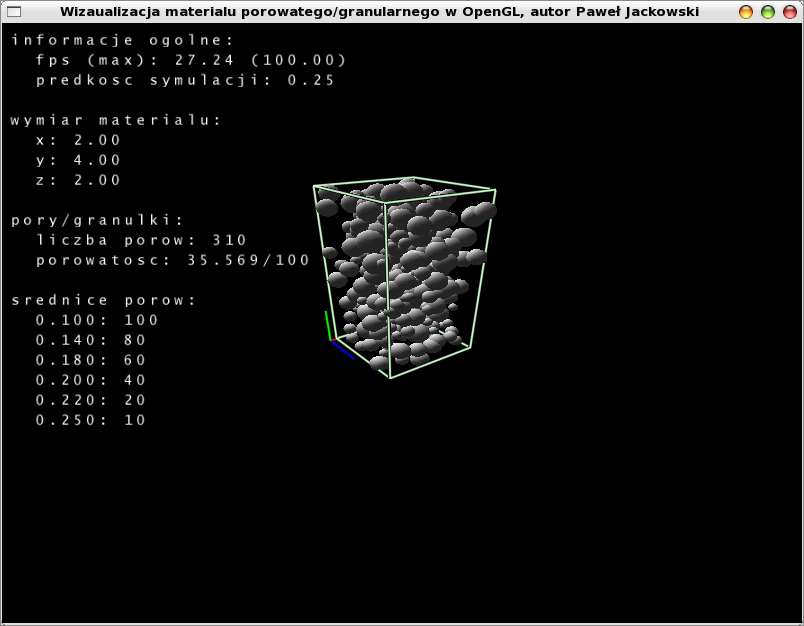 Wizaualizacja materialu porowatego/granularnego w OpenGL, autor Paweł Jackowski
informacje ogolne:
fps (max): 27.24 (100.00)
predkosc symulacji: 0.25
wymiar materialu:
x: 2.00
y: 4.00
z: 2.00
pory/granulki:
liczba porow: 310
porowatosc: 35.569/100
srednice porow:
0.100: 100
0.140: 80
0.180: 60
0.200: 40
0.220: 20
0.250: 10